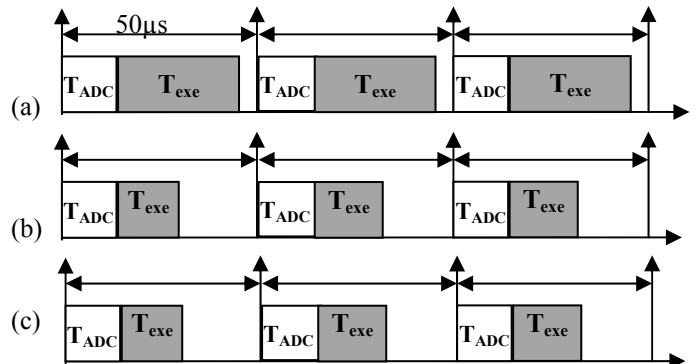 50µs
(a) T_ADC T_exe T_ADC T_exe T_ADC T_exe
(b) T_ADC T_exe T_ADC T_exe T_ADC T_exe
(c) T_ADC T_exe T_ADC T_exe T_ADC T_exe